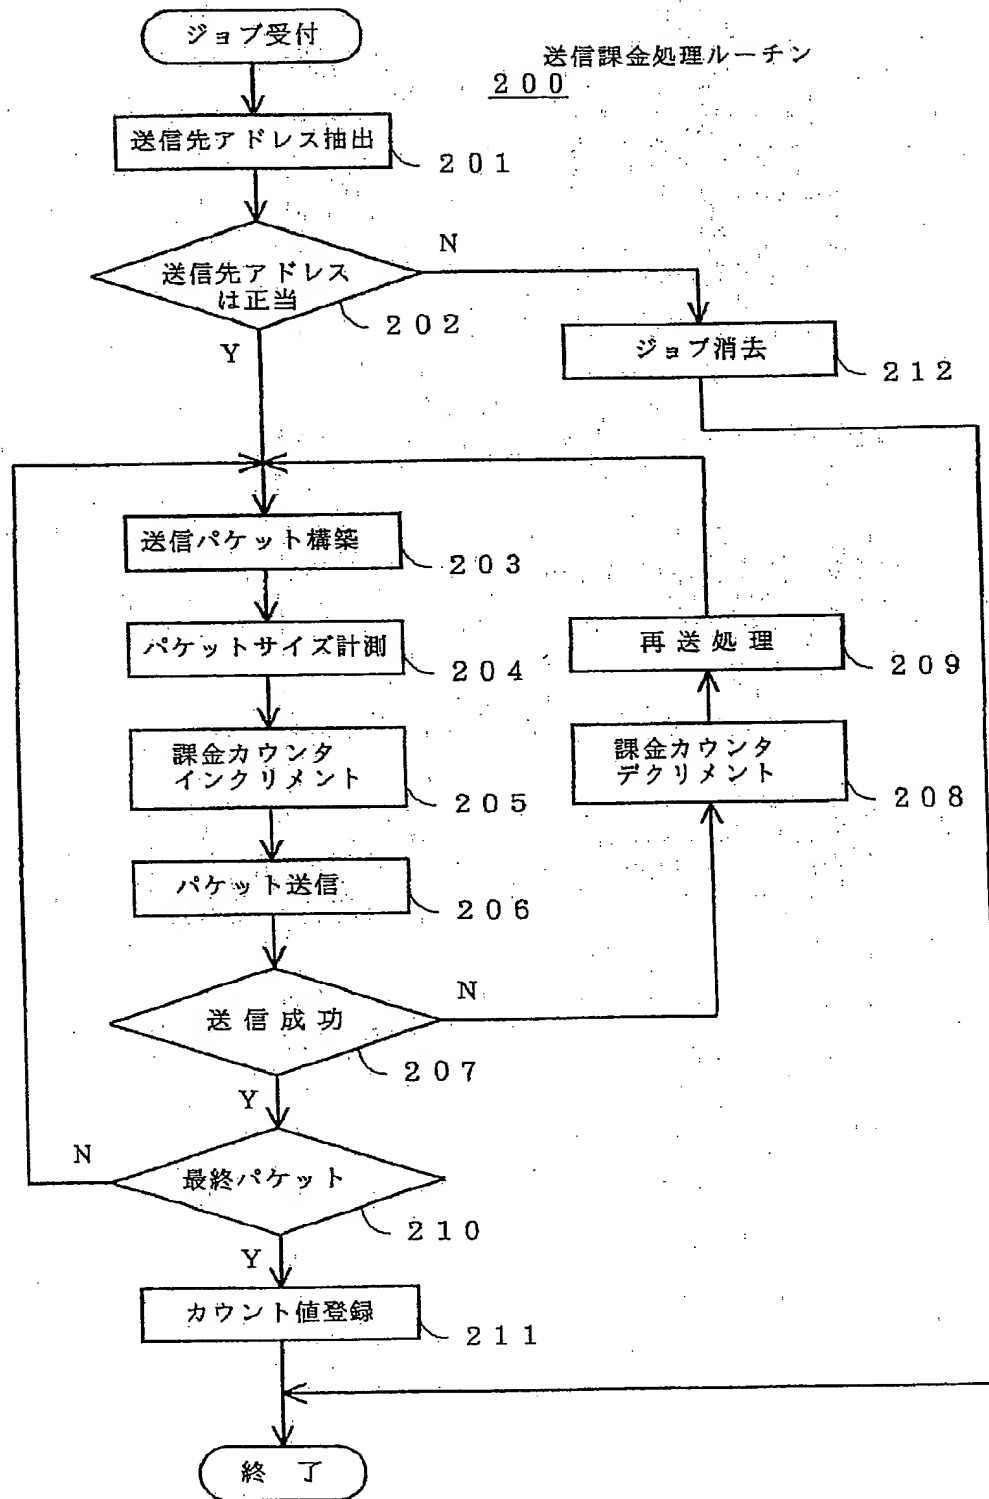 ジョブ受付
送信課金処理ルーチン
200
送信先アドレス抽出
201
送信先アドレス
は正当
202
N
Y
ジョブ消去
212
送信パケット構築
203
パケットサイズ計測
204
再送処理
209
課金カウンタ
インクリメント
205
課金カウンタ
デクリメント
208
パケット送信
206
送信成功
207
N
Y
最終パケット
210
N
Y
カウント値登録
211
終了